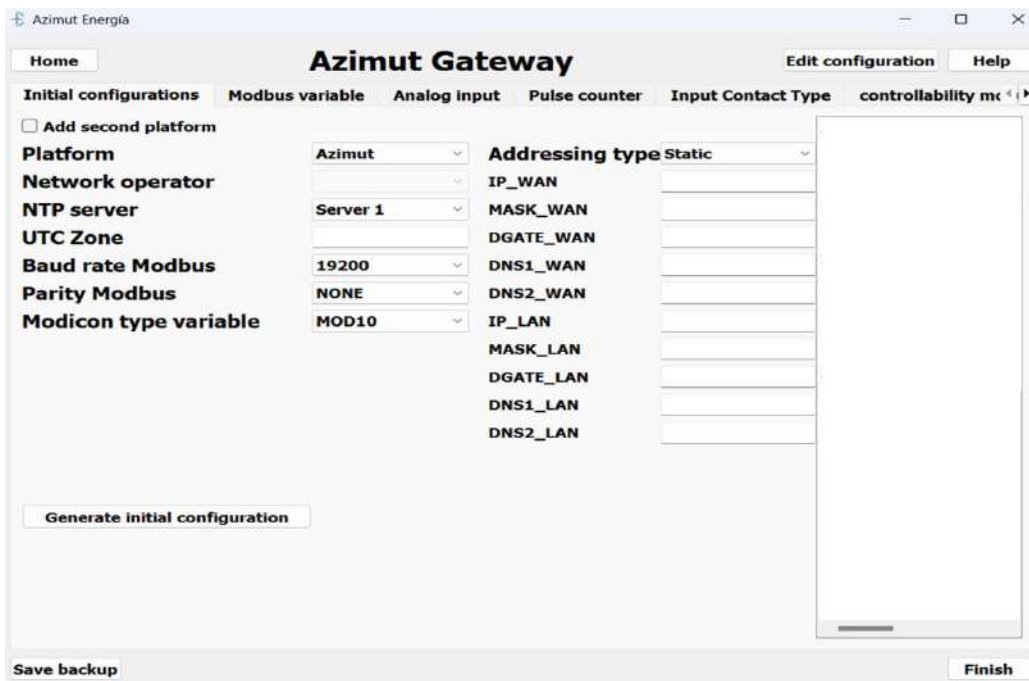 Azimut Energía
Home Azimut Gateway Edit configuration Help
Initial configurations Modbus variable Analog input Pulse counter Input Contact Type controllability
Add second platform
Platform Azimut Addressing type Static
Network operator IP_WAN
NTP server Server 1 MASK_WAN
UTC Zone DGATE_WAN
Baud rate Modbus 19200 DNS1_WAN
Parity Modbus NONE DNS2_WAN
Modicon type variable MOD10 IP_LAN
MASK_LAN
DGATE_LAN
DNS1_LAN
DNS2_LAN
Generate initial configuration
Save backup Finish